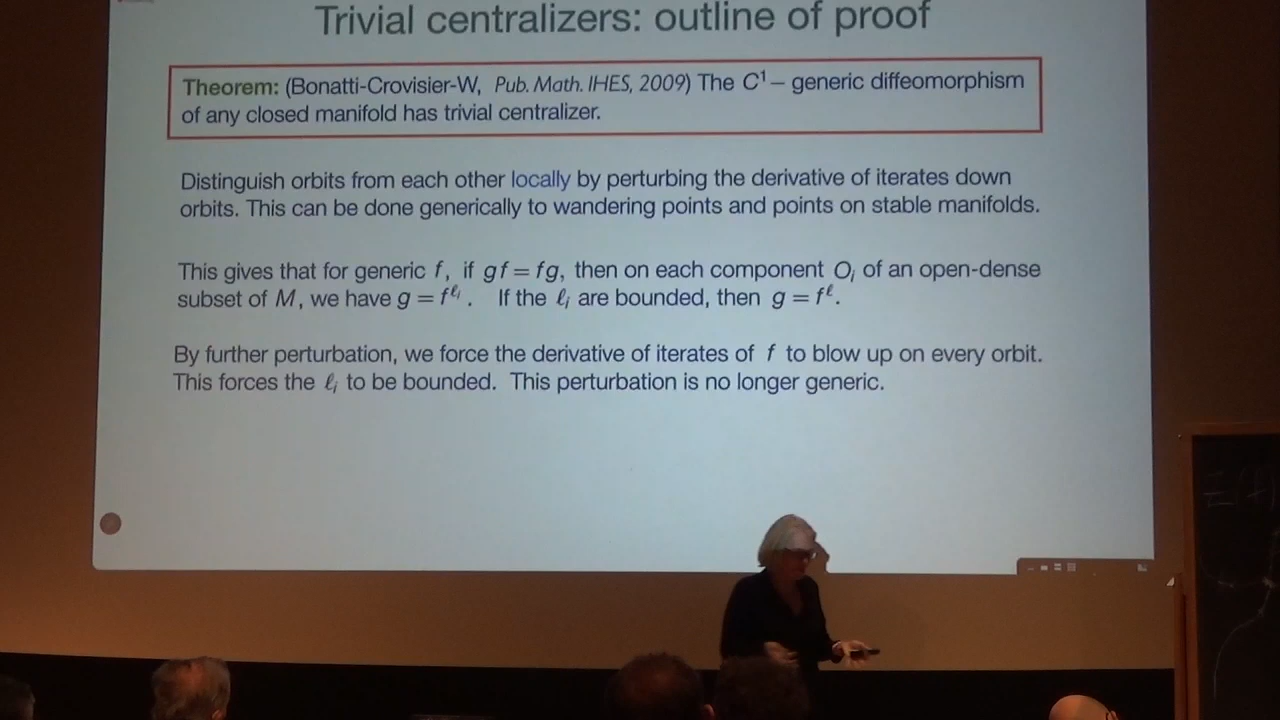 Trivial centralizers: outline of proof
Theorem: (Bonatti-Crovisier-W, Pub. Math. IHES, 2009) The C¹ – generic diffeomorphism
of any closed manifold has trivial centralizer.
Distinguish orbits from each other locally by perturbing the derivative of iterates down
orbits. This can be done generically to wandering points and points on stable manifolds.
This gives that for generic f, if gf = fg, then on each component Oᵢ of an open-dense
subset of M, we have g = f^ℓᵢ. If the ℓᵢ are bounded, then g = f^ℓ.
By further perturbation, we force the derivative of iterates of f to blow up on every orbit.
This forces the ℓᵢ to be bounded. This perturbation is no longer generic.